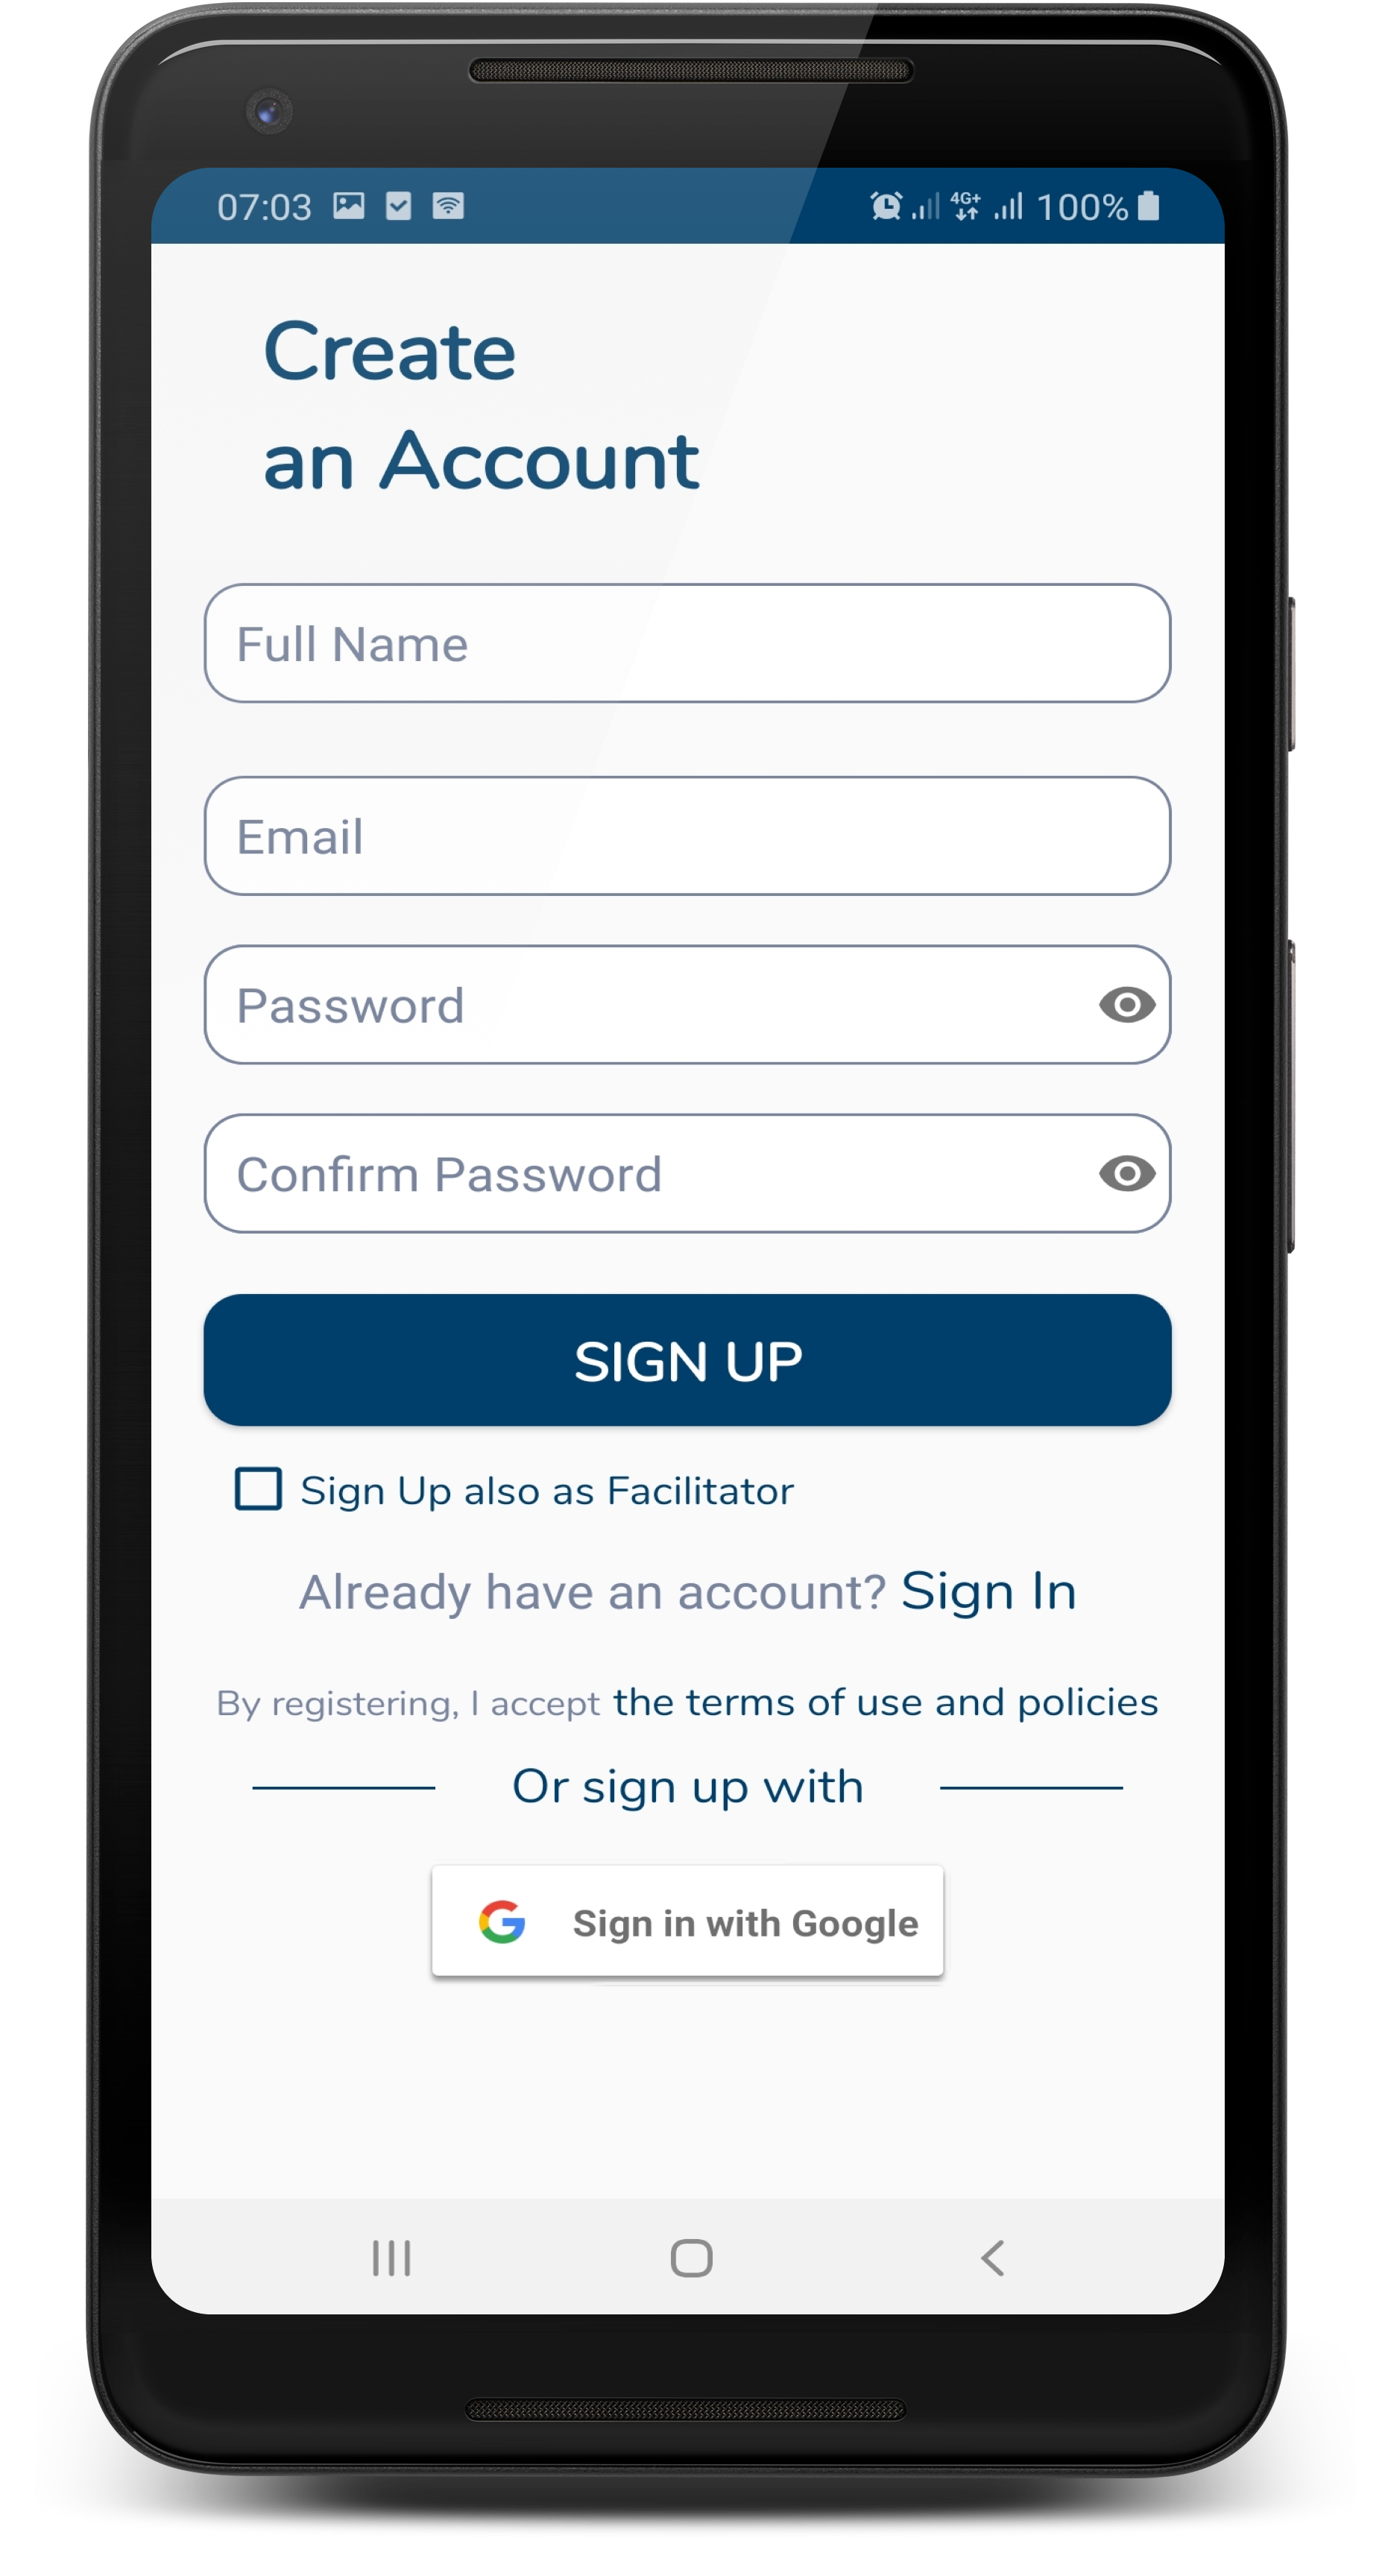 07:03 4G+ 100%
Create
an Account
Full Name
Email
Password
Confirm Password
SIGN UP
Sign Up also as Facilitator
Already have an account? Sign In
By registering, I accept the terms of use and policies
Or sign up with
Sign in with Google